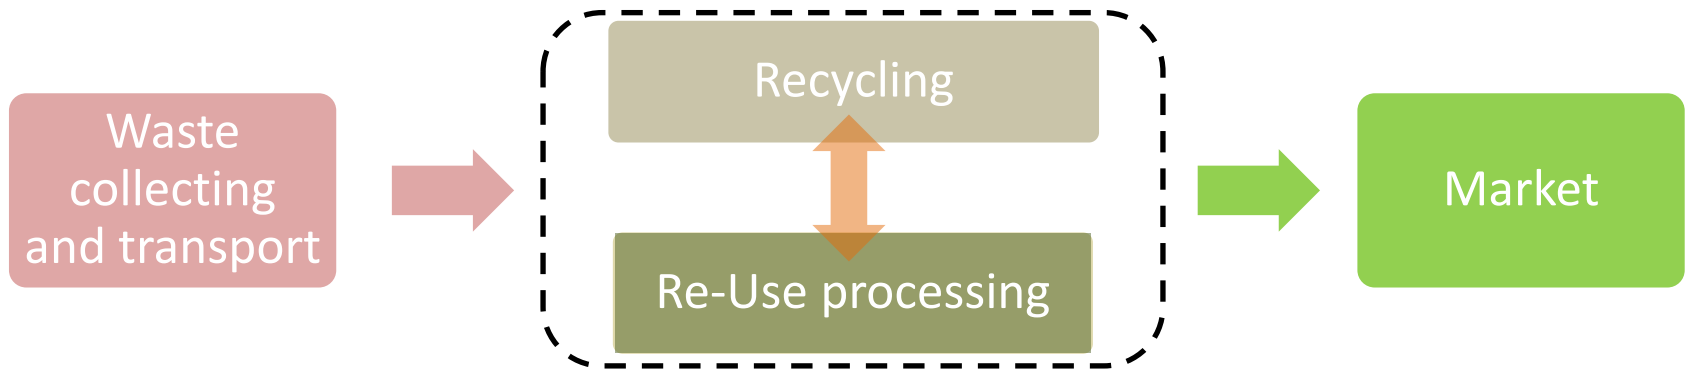 Waste
collecting
and transport
Recycling
Re-Use processing
Market